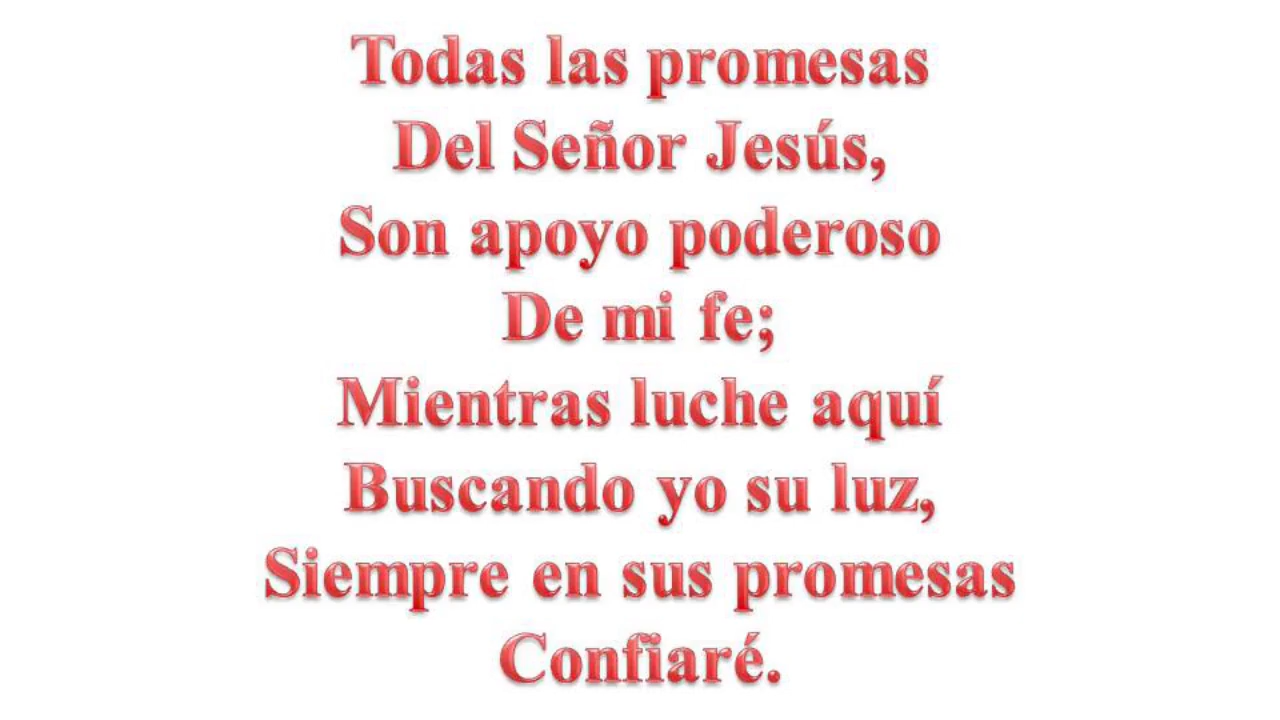 Todas las promesas
Del Señor Jesús,
Son apoyo poderoso
De mi fe;
Mientras luche aquí
Buscando yo su luz,
Siempre en sus promesas
Confiaré.